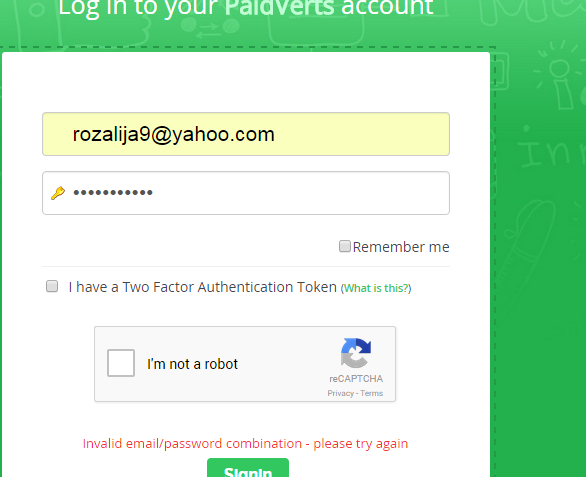 Log in to your PaidVerts account
rozalija9@yahoo.com
•••••••••••
Remember me
I have a Two Factor Authentication Token (What is this?)
I'm not a robot
reCAPTCHA
Privacy - Terms
Invalid email/password combination - please try again
SignIn